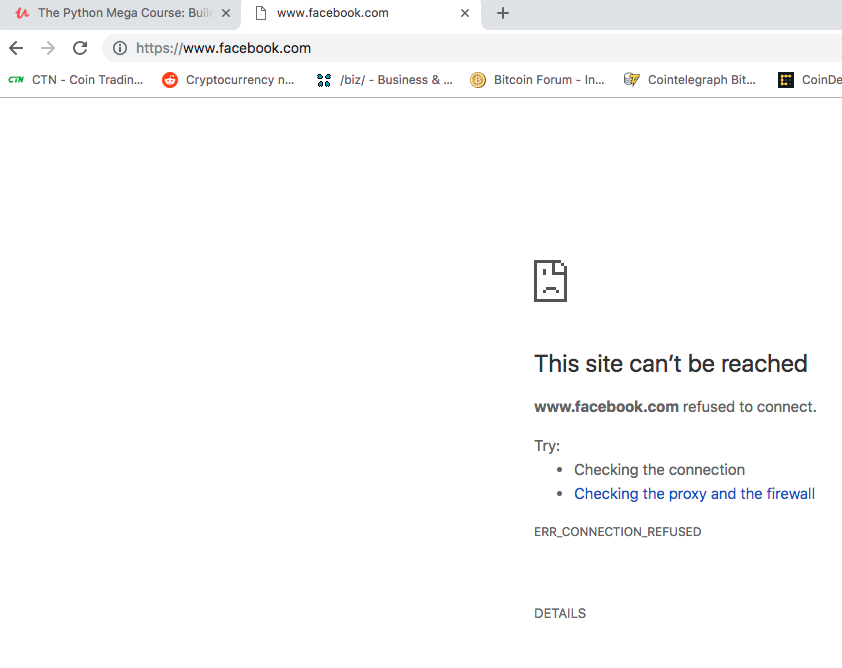 The Python Mega Course: Buil
www.facebook.com
https://www.facebook.com
CTN CTN - Coin Tradin...
Cryptocurrency n...
/biz/ - Business & ...
Bitcoin Forum - In...
Cointelegraph Bit...
CoinDe
This site can’t be reached
www.facebook.com refused to connect.
Try:
• Checking the connection
• Checking the proxy and the firewall
ERR_CONNECTION_REFUSED
DETAILS